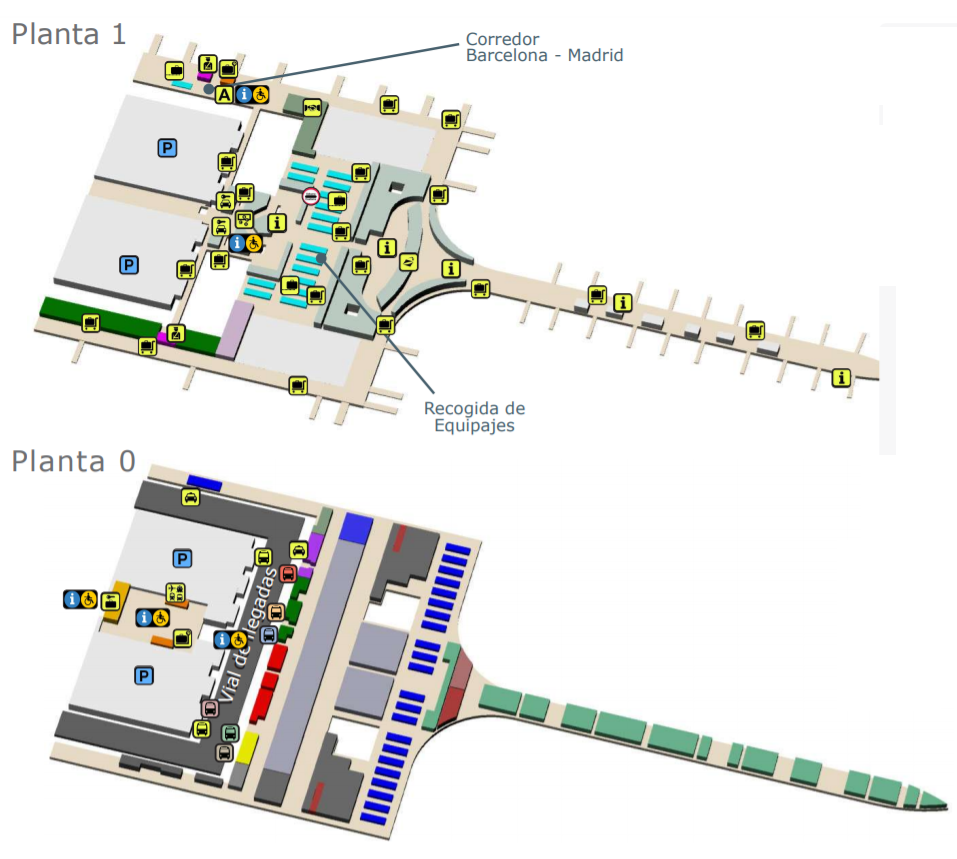 Planta 1
Corredor
Barcelona - Madrid
A
i
P
i
i
i
P
i
i
i
i
Recogida de
Equipajes
Planta 0
P
i
i
i
Vial de llegadas
P